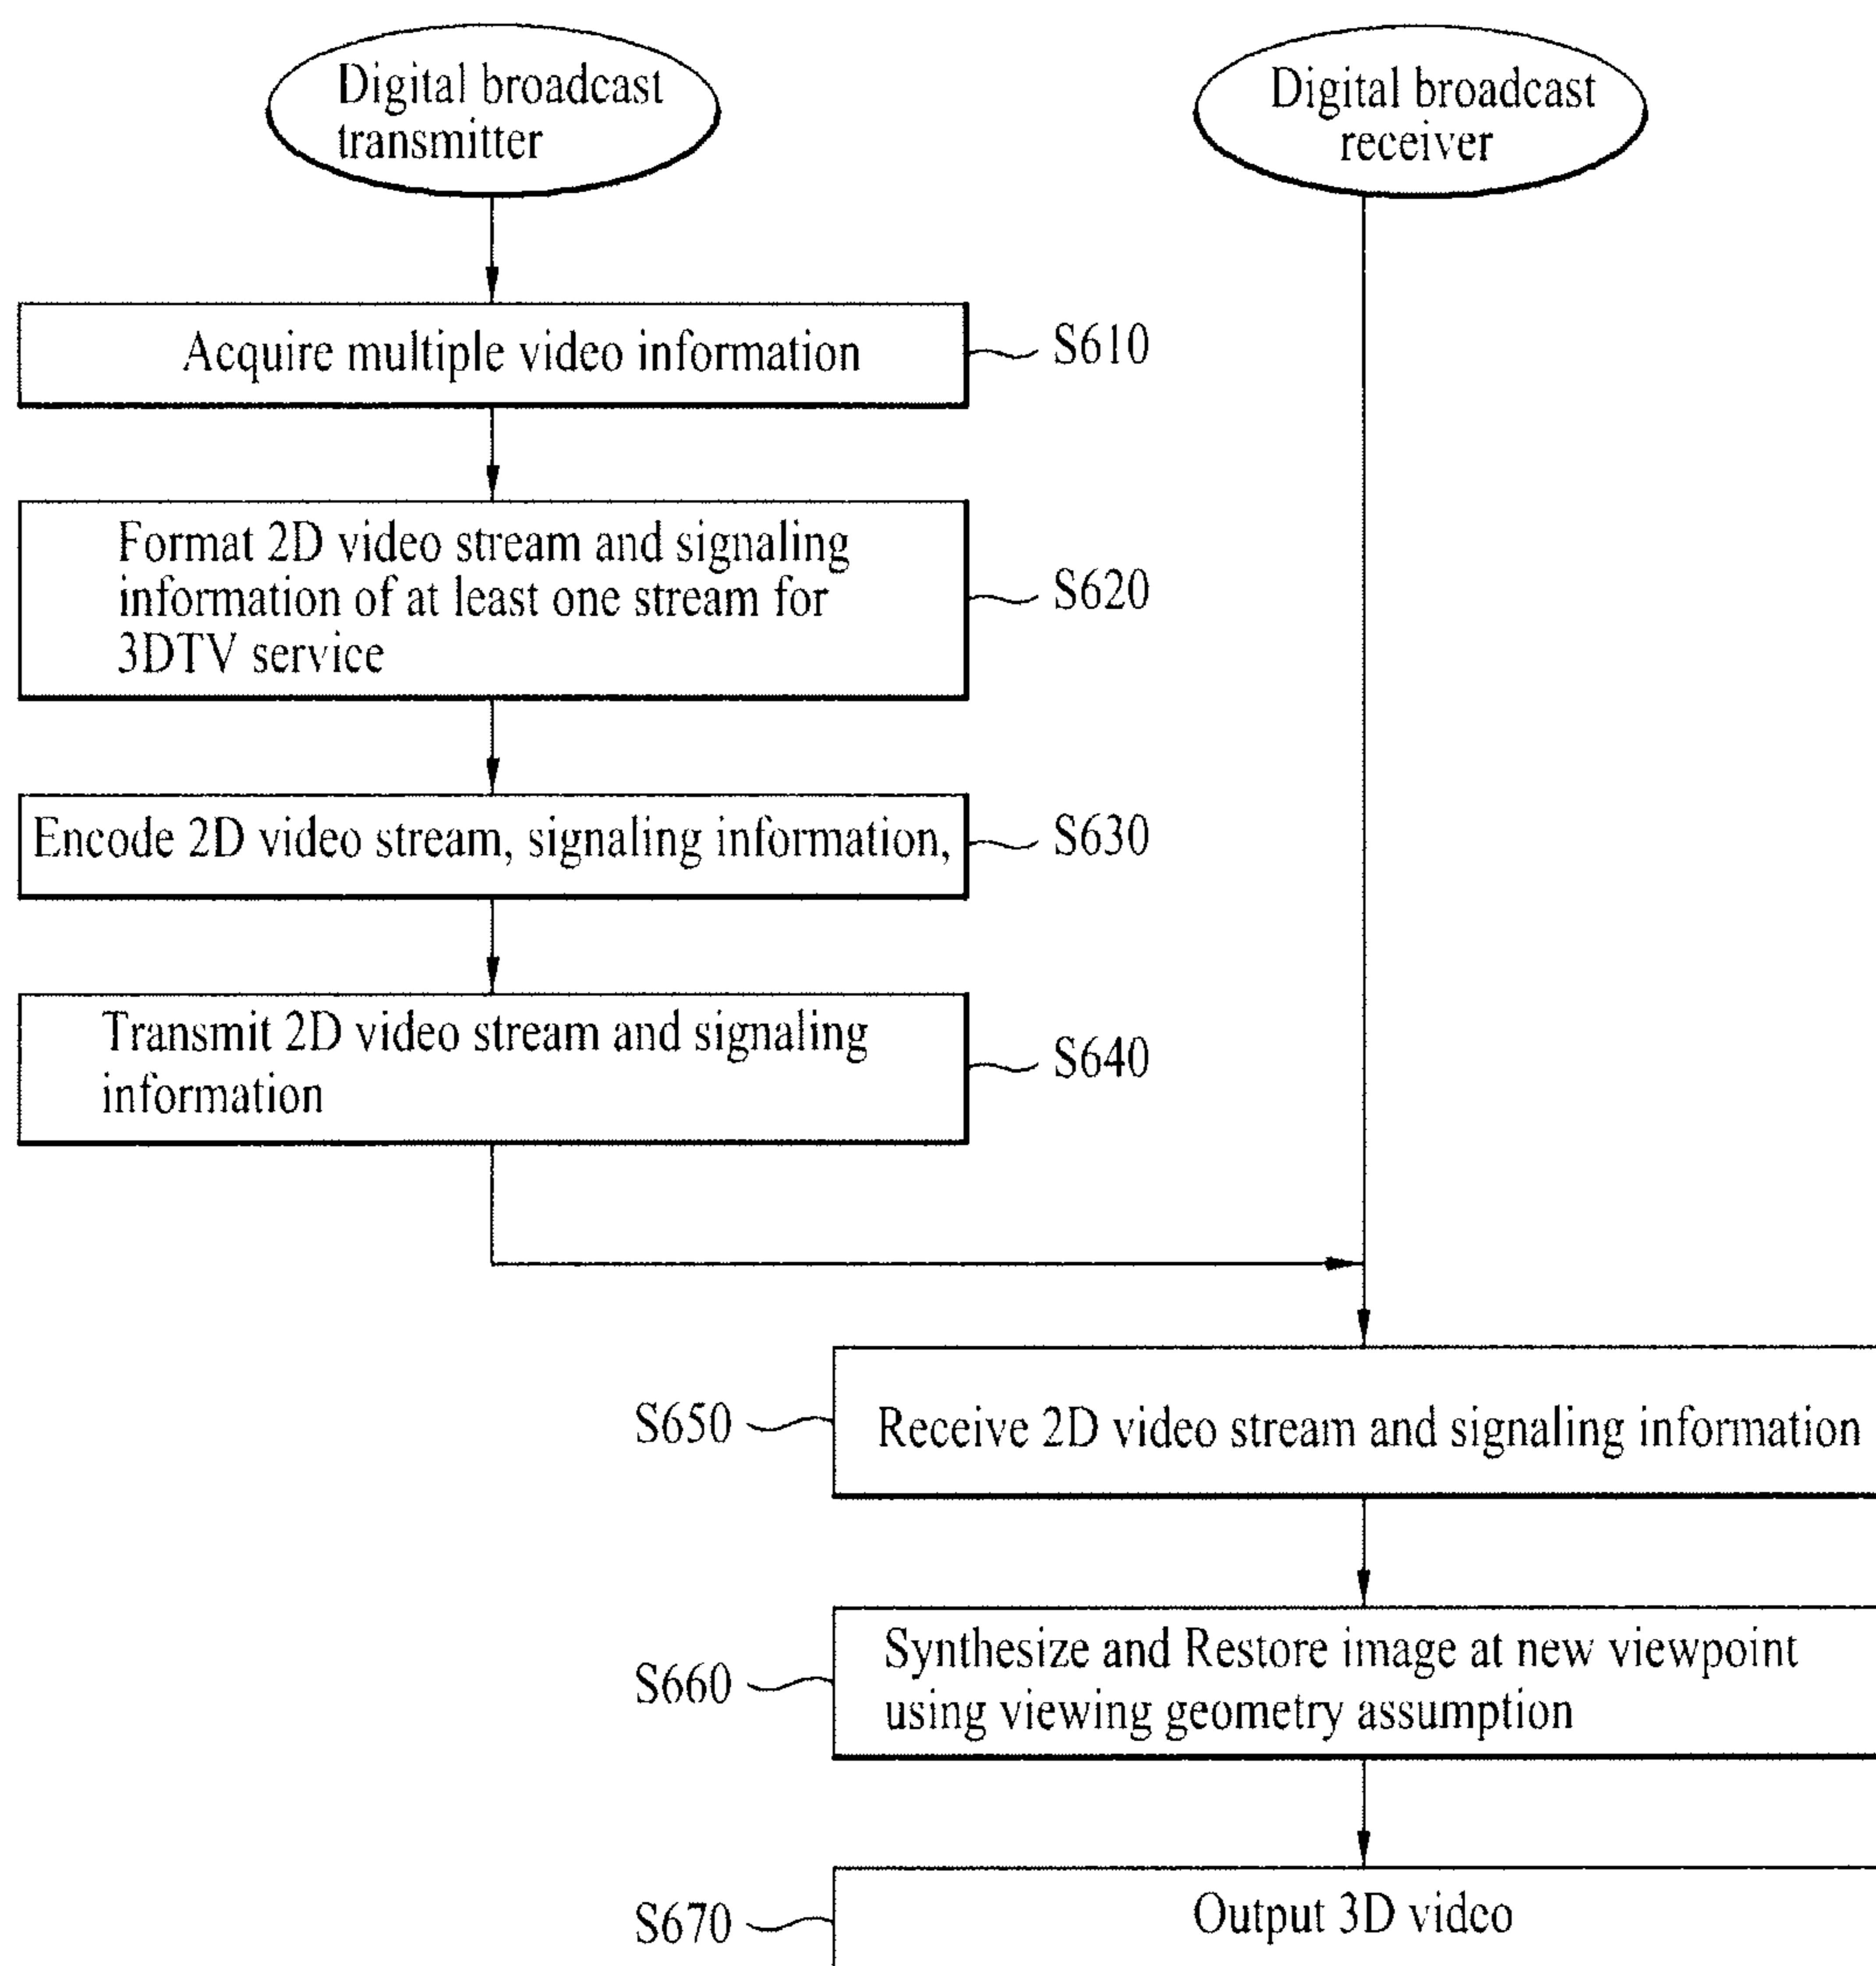 Digital broadcast
transmitter
Digital broadcast
receiver
Acquire multiple video information
S610
Format 2D video stream and signaling
information of at least one stream for
3DTV service
S620
Encode 2D video stream, signaling information,
S630
Transmit 2D video stream and signaling
information
S640
S650
Receive 2D video stream and signaling information
S660
Synthesize and Restore image at new viewpoint
using viewing geometry assumption
S670
Output 3D video